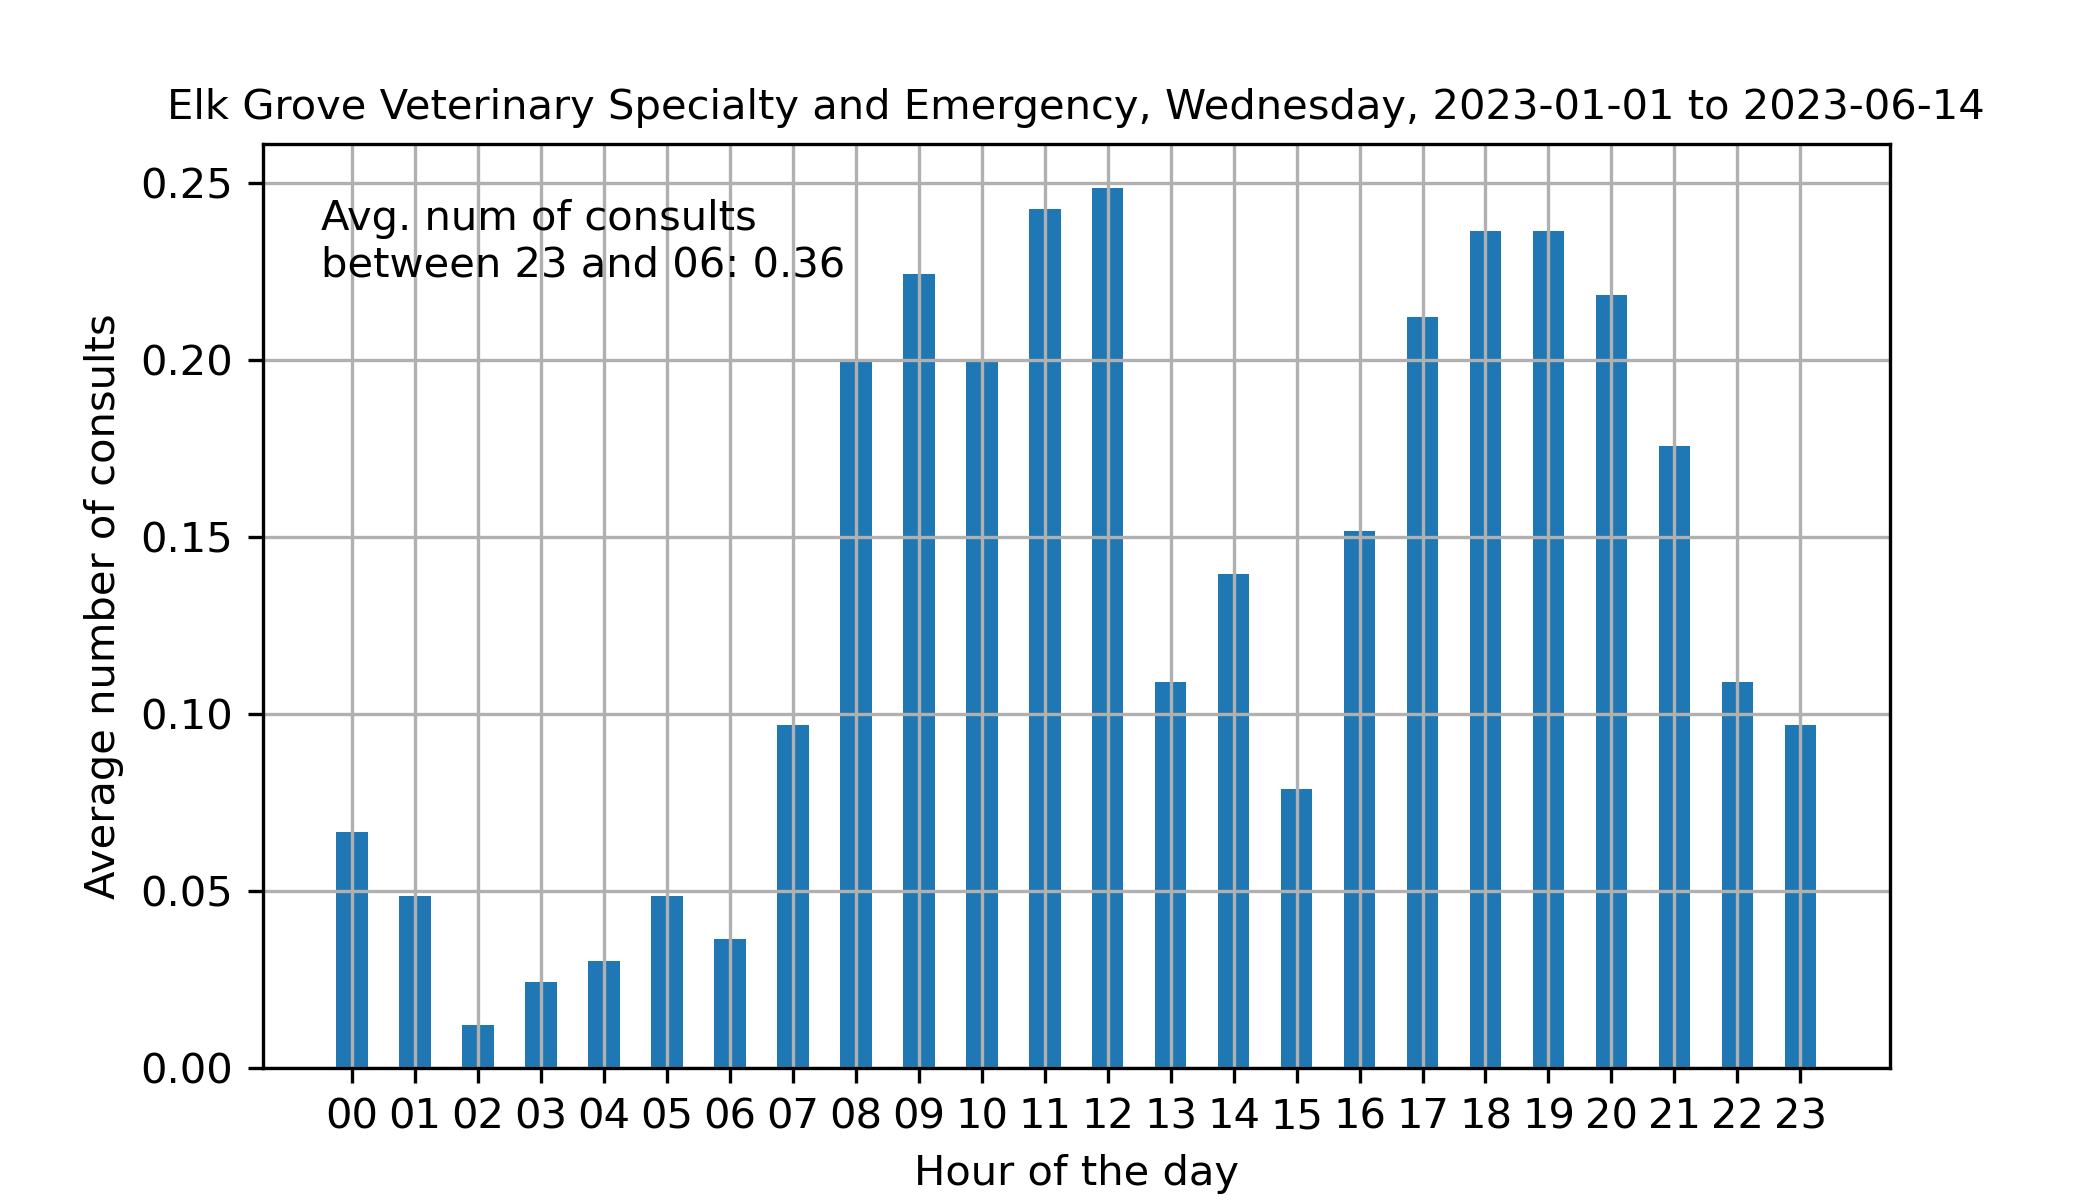 Elk Grove Veterinary Specialty and Emergency, Wednesday, 2023-01-01 to 2023-06-14
Avg. num of consults
between 23 and 06: 0.36
Average number of consults
0.25
0.20
0.15
0.10
0.05
0.00
00 01 02 03 04 05 06 07 08 09 10 11 12 13 14 15 16 17 18 19 20 21 22 23
Hour of the day